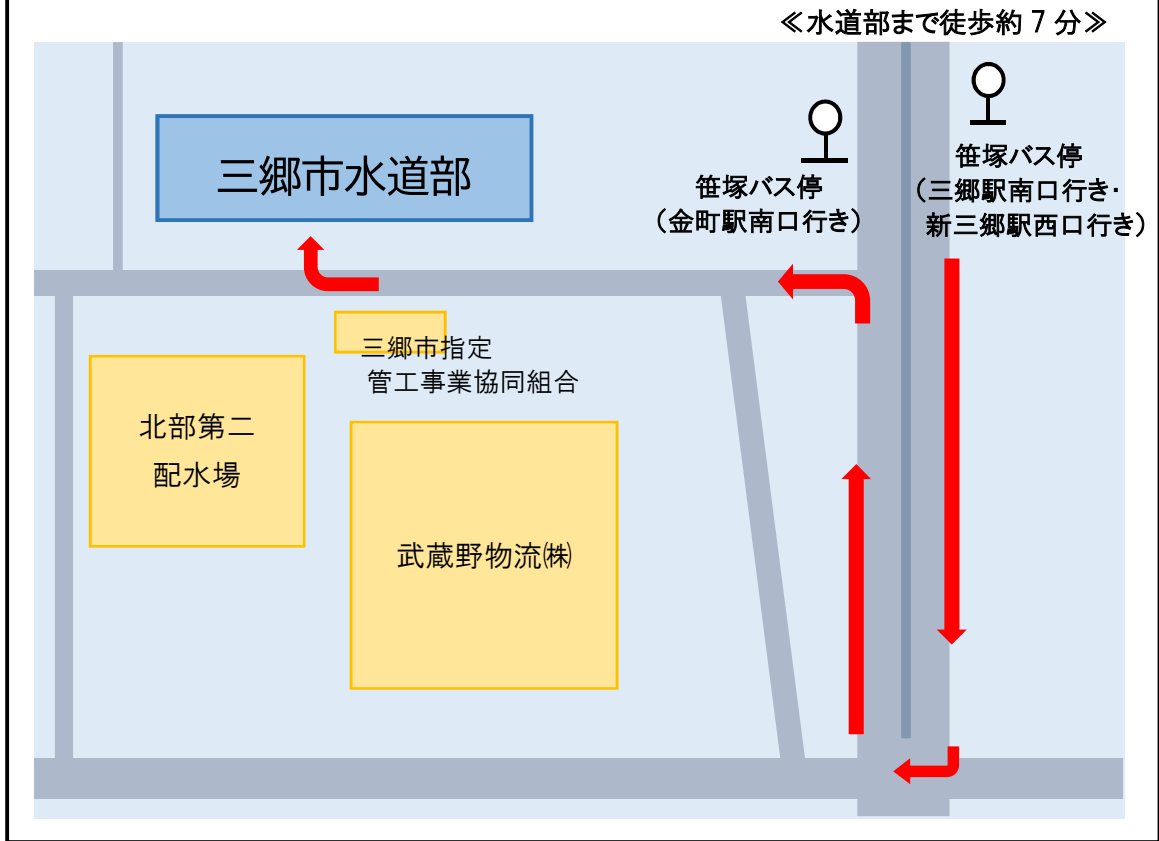 ≪水道部まで徒歩約 7 分≫
三郷市水道部
笹塚バス停
（金町駅南口行き）
笹塚バス停
（三郷駅南口行き・
新三郷駅西口行き）
三郷市指定
管工事業協同組合
北部第二
配水場
武蔵野物流㈱